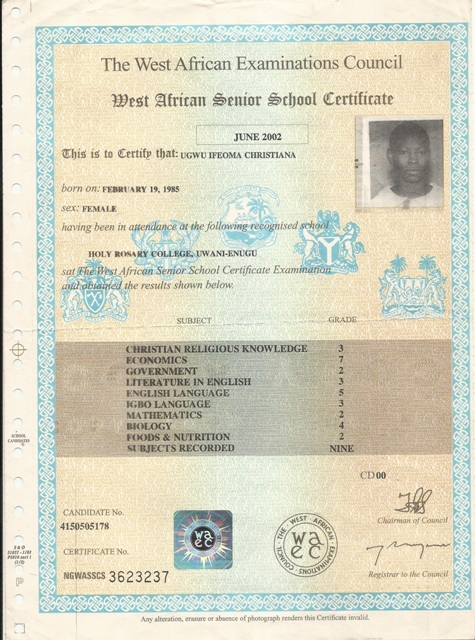 The West African Examinations Council
West African Senior School Certificate
JUNE 2002
This is to Certify that: UGWU IFEOMA CHRISTIANA
born on: FEBRUARY 19, 1985
sex: FEMALE
having been in attendance at the following recognised school
HOLY ROSARY COLLEGE, UWANI-ENUGU
sat The West African Senior School Certificate Examination
and obtained the results shown below.
SUBJECT GRADE
CHRISTIAN RELIGIOUS KNOWLEDGE 3
ECONOMICS 7
GOVERNMENT 2
LITERATURE IN ENGLISH 3
ENGLISH LANGUAGE 5
IGBO LANGUAGE 3
MATHEMATICS 2
BIOLOGY 4
FOODS & NUTRITION 2
SUBJECTS RECORDED NINE
SCHOOL
CANDIDATES
CD00
CANDIDATE No.
4150505178
Chairman of Council
CERTIFICATE No.
NGWASSCS 3623237
waec
THE WEST AFRICAN EXAMINATIONS COUNCIL
waec
Registrar to the Council
Any alteration, erasure or absence of photograph renders this Certificate invalid.